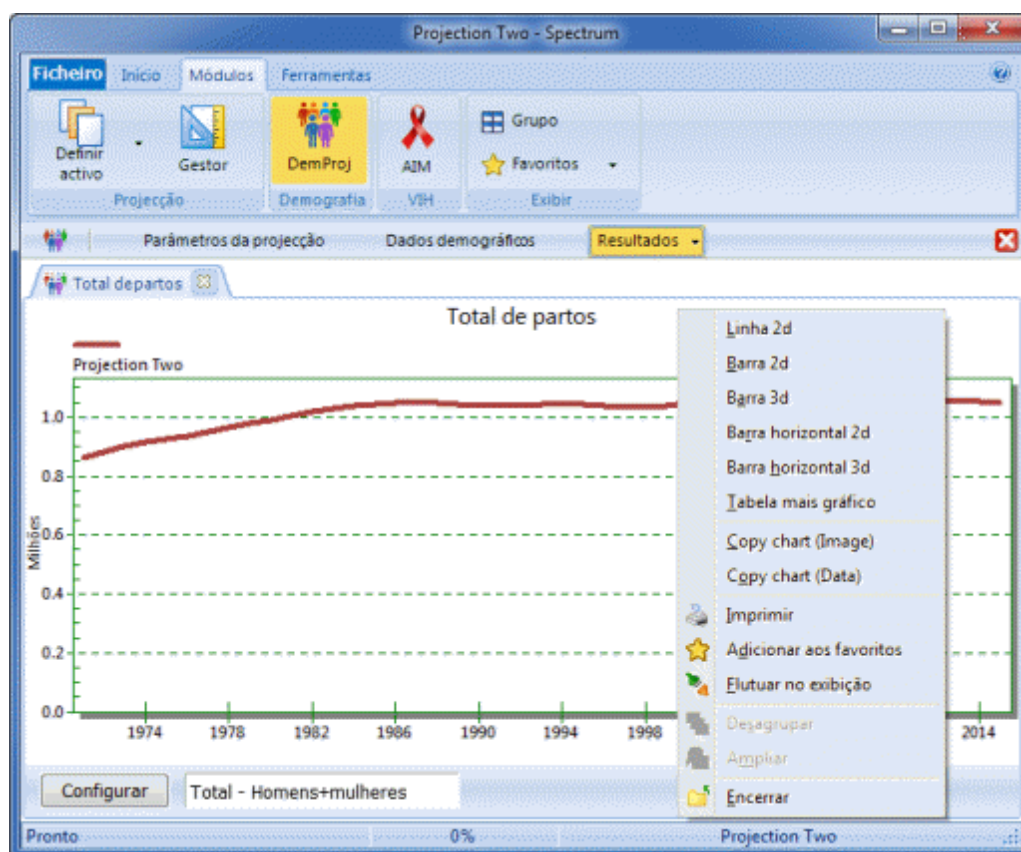 Projection Two - Spectrum
Ficheiro Início Módulos Ferramentas
Definir activo
Gestor
DemProj
AIM
Grupo
Favoritos
Projecção Demografia VIH Exibir
Parâmetros da projecção Dados demográficos Resultados
Total departos
Total de partos
Projection Two
Milhões
1.0
0.8
0.6
0.4
0.2
0.0
1974 1978 1982 1986 1990 1994 1998 2014
Linha 2d
Barra 2d
Barra 3d
Barra horizontal 2d
Barra horizontal 3d
Tabela mais gráfico
Copy chart (Image)
Copy chart (Data)
Imprimir
Adicionar aos favoritos
Flutuar no exibição
Desagrupar
Ampliar
Encerrar
Configurar Total - Homens+mulheres
Pronto 0% Projection Two